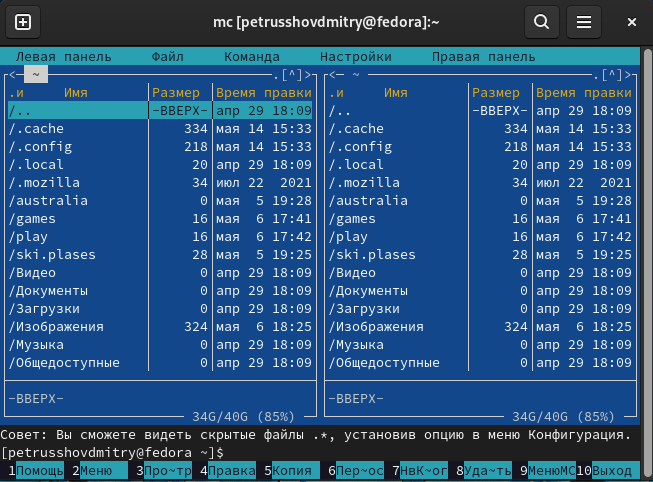 mc [petrusshovdmitry@fedora]:~
Левая панель Файл Команда Настройки Правая панель
<─ ~ ─.[^]>┐ ┌<─ ~ ─.[^]>
.и Имя Размер Время правки .и Имя Размер Время правки
/.. -ВВЕРХ- апр 29 18:09 /.. -ВВЕРХ- апр 29 18:09
/.cache 334 мая 14 15:33 /.cache 334 мая 14 15:33
/.config 218 мая 14 15:33 /.config 218 мая 14 15:33
/.local 20 апр 29 18:09 /.local 20 апр 29 18:09
/.mozilla 34 июл 22 2021 /.mozilla 34 июл 22 2021
/australia 0 мая 5 19:28 /australia 0 мая 5 19:28
/games 16 мая 6 17:41 /games 16 мая 6 17:41
/play 16 мая 6 17:42 /play 16 мая 6 17:42
/ski.plases 28 мая 5 19:25 /ski.plases 28 мая 5 19:25
/Видео 0 апр 29 18:09 /Видео 0 апр 29 18:09
/Документы 0 апр 29 18:09 /Документы 0 апр 29 18:09
/Загрузки 0 апр 29 18:09 /Загрузки 0 апр 29 18:09
/Изображения 324 мая 6 18:25 /Изображения 324 мая 6 18:25
/Музыка 0 апр 29 18:09 /Музыка 0 апр 29 18:09
/Общедоступные 0 апр 29 18:09 /Общедоступные 0 апр 29 18:09
-ВВЕРХ- -ВВЕРХ-
34G/40G (85%) 34G/40G (85%)
Совет: Вы сможете видеть скрытые файлы .*, установив опцию в меню Конфигурация.
[petrusshovdmitry@fedora ~]$
1Помощь 2Меню 3Про~тр 4Правка 5Копия 6Пер~ос 7НвК~ог 8Уда~ть 9МенюМС 10Выход